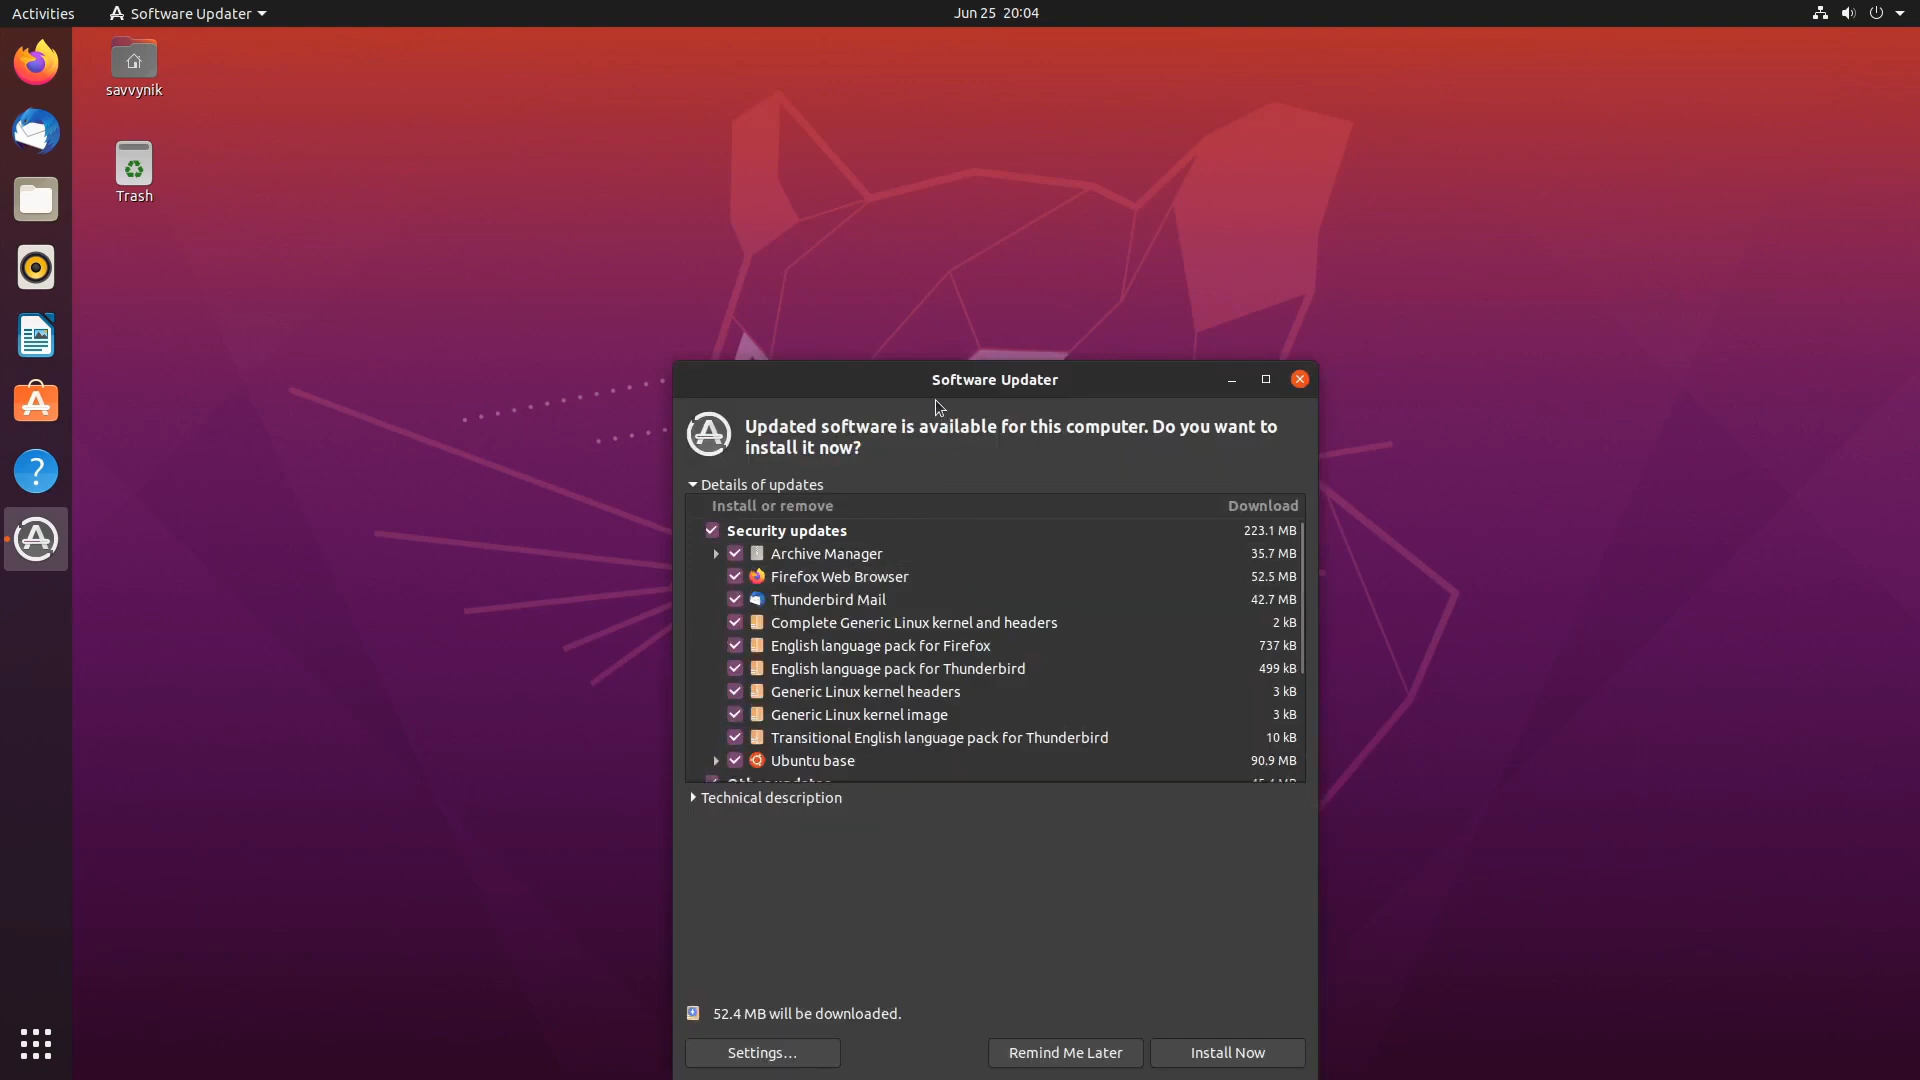 Activities
Software Updater
Jun 25 20:04
savvynik
Trash
Software Updater
Updated software is available for this computer. Do you want to
install it now?
Details of updates
Install or remove Download
Security updates 223.1 MB
Archive Manager 35.7 MB
Firefox Web Browser 52.5 MB
Thunderbird Mail 42.7 MB
Complete Generic Linux kernel and headers 2 kB
English language pack for Firefox 737 kB
English language pack for Thunderbird 499 kB
Generic Linux kernel headers 3 kB
Generic Linux kernel image 3 kB
Transitional English language pack for Thunderbird 10 kB
Ubuntu base 90.9 MB
Technical description
52.4 MB will be downloaded.
Settings...
Remind Me Later
Install Now